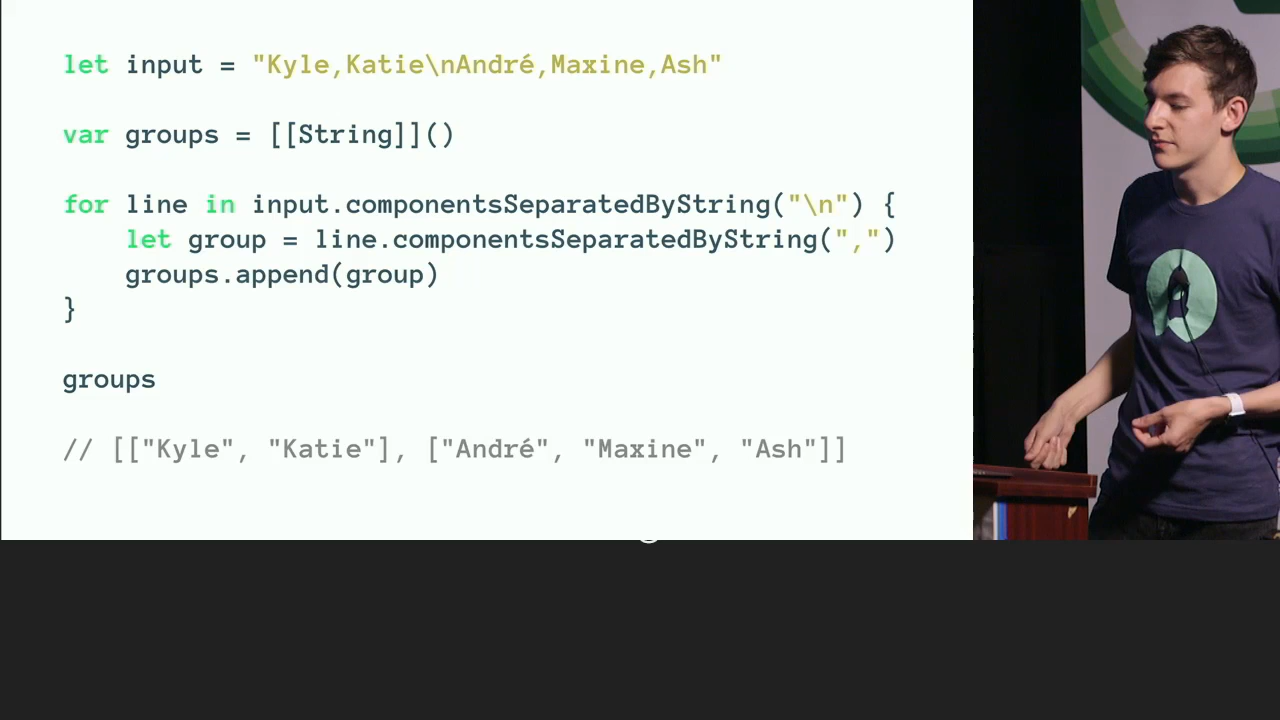 let input = "Kyle,Katie\nAndré,Maxine,Ash"
var groups = [[String]]()
for line in input.componentsSeparatedByString("\n") {
    let group = line.componentsSeparatedByString(",")
    groups.append(group)
}
groups
// [["Kyle", "Katie"], ["André", "Maxine", "Ash"]]